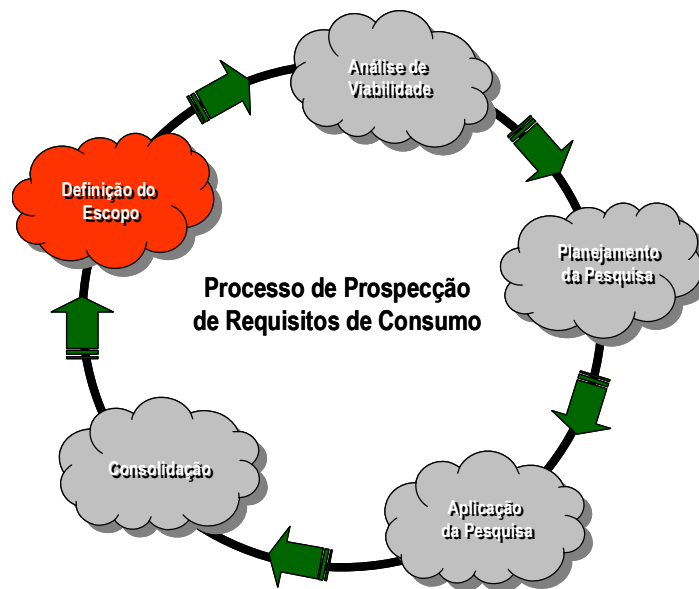 Análise de
Viabilidade
Definição do
Escopo
Planejamento
da Pesquisa
Processo de Prospecção
de Requisitos de Consumo
Consolidação
Aplicação
da Pesquisa